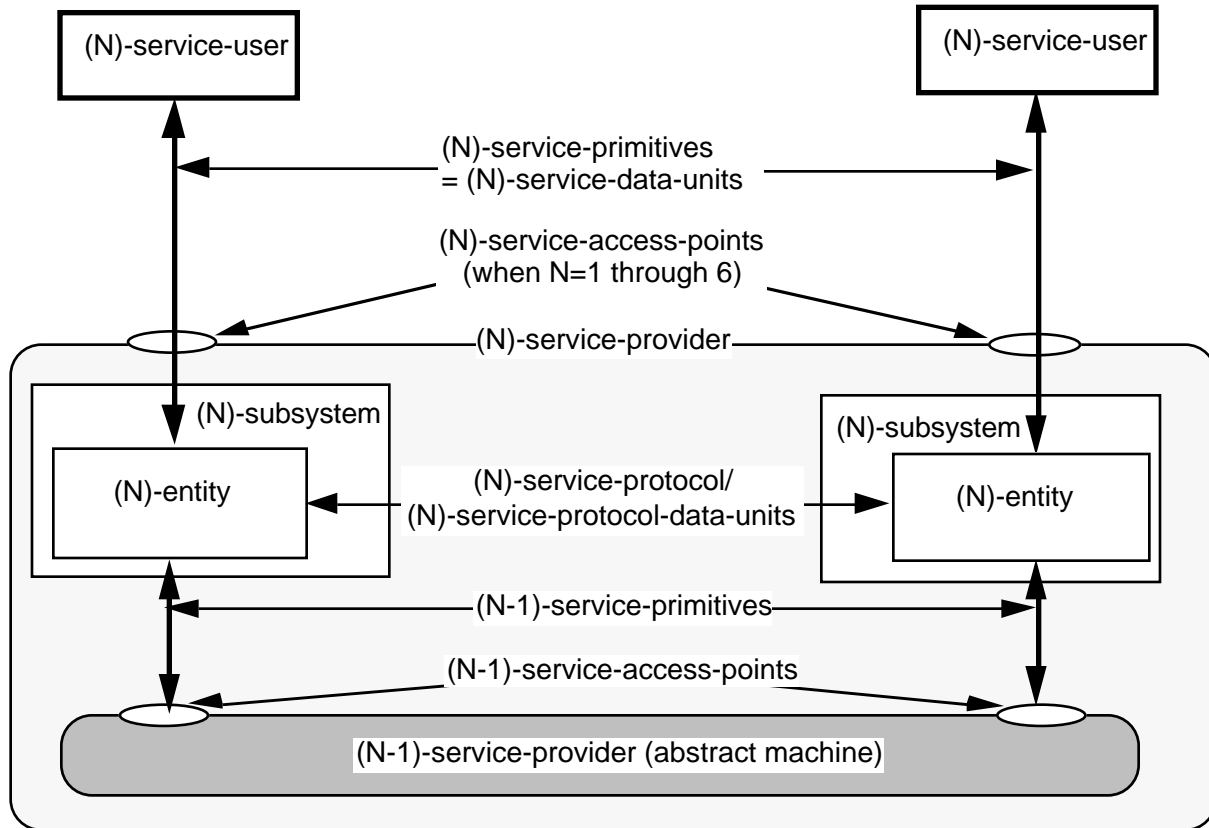 (N)-service-user
(N)-service-user
(N)-service-primitives
= (N)-service-data-units
(N)-service-access-points
(when N=1 through 6)
(N)-service-provider
(N)-subsystem
(N)-subsystem
(N)-entity
(N)-service-protocol/
(N)-service-protocol-data-units
(N)-entity
(N-1)-service-primitives
(N-1)-service-access-points
(N-1)-service-provider (abstract machine)